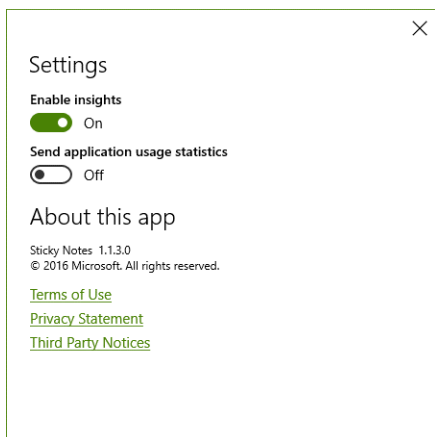 Settings
Enable insights
On
Send application usage statistics
Off
About this app
Sticky Notes 1.1.3.0
© 2016 Microsoft. All rights reserved.
Terms of Use
Privacy Statement
Third Party Notices